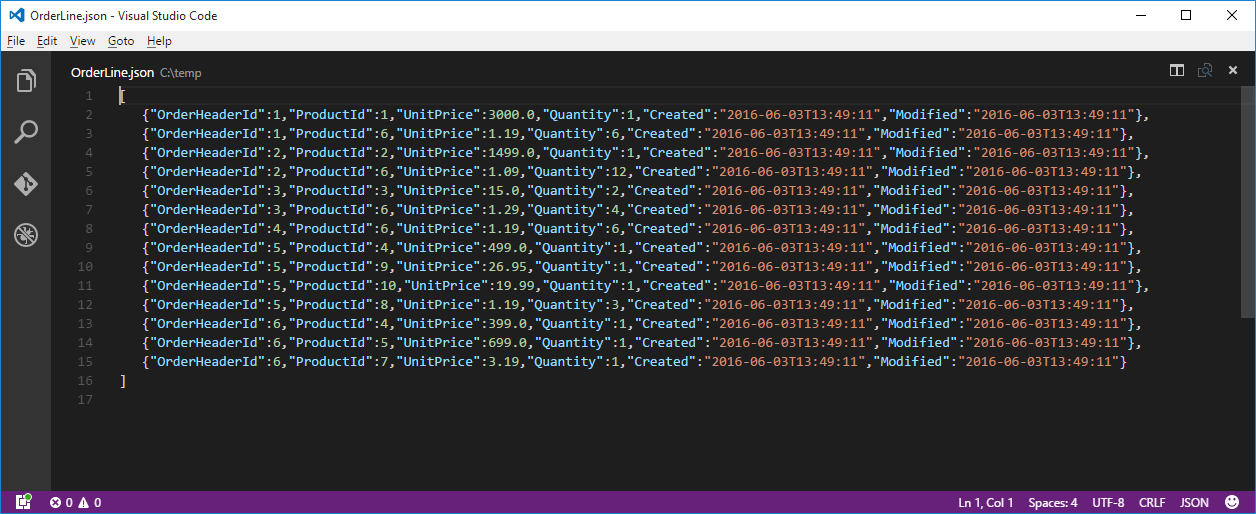 OrderLine.json - Visual Studio Code
File Edit View Goto Help
OrderLine.json C:\temp
1 [
2 {"OrderHeaderId":1,"ProductId":1,"UnitPrice":3000.0,"Quantity":1,"Created":"2016-06-03T13:49:11","Modified":"2016-06-03T13:49:11"},
3 {"OrderHeaderId":1,"ProductId":6,"UnitPrice":1.19,"Quantity":6,"Created":"2016-06-03T13:49:11","Modified":"2016-06-03T13:49:11"},
4 {"OrderHeaderId":2,"ProductId":2,"UnitPrice":1499.0,"Quantity":1,"Created":"2016-06-03T13:49:11","Modified":"2016-06-03T13:49:11"},
5 {"OrderHeaderId":2,"ProductId":6,"UnitPrice":1.09,"Quantity":12,"Created":"2016-06-03T13:49:11","Modified":"2016-06-03T13:49:11"},
6 {"OrderHeaderId":3,"ProductId":3,"UnitPrice":15.0,"Quantity":2,"Created":"2016-06-03T13:49:11","Modified":"2016-06-03T13:49:11"},
7 {"OrderHeaderId":3,"ProductId":6,"UnitPrice":1.29,"Quantity":4,"Created":"2016-06-03T13:49:11","Modified":"2016-06-03T13:49:11"},
8 {"OrderHeaderId":4,"ProductId":6,"UnitPrice":1.19,"Quantity":6,"Created":"2016-06-03T13:49:11","Modified":"2016-06-03T13:49:11"},
9 {"OrderHeaderId":5,"ProductId":4,"UnitPrice":499.0,"Quantity":1,"Created":"2016-06-03T13:49:11","Modified":"2016-06-03T13:49:11"},
10 {"OrderHeaderId":5,"ProductId":9,"UnitPrice":26.95,"Quantity":1,"Created":"2016-06-03T13:49:11","Modified":"2016-06-03T13:49:11"},
11 {"OrderHeaderId":5,"ProductId":10,"UnitPrice":19.99,"Quantity":1,"Created":"2016-06-03T13:49:11","Modified":"2016-06-03T13:49:11"},
12 {"OrderHeaderId":5,"ProductId":8,"UnitPrice":1.19,"Quantity":3,"Created":"2016-06-03T13:49:11","Modified":"2016-06-03T13:49:11"},
13 {"OrderHeaderId":6,"ProductId":4,"UnitPrice":399.0,"Quantity":1,"Created":"2016-06-03T13:49:11","Modified":"2016-06-03T13:49:11"},
14 {"OrderHeaderId":6,"ProductId":5,"UnitPrice":699.0,"Quantity":1,"Created":"2016-06-03T13:49:11","Modified":"2016-06-03T13:49:11"},
15 {"OrderHeaderId":6,"ProductId":7,"UnitPrice":3.19,"Quantity":1,"Created":"2016-06-03T13:49:11","Modified":"2016-06-03T13:49:11"}
16 ]
17
0 0 Ln 1, Col 1 Spaces: 4 UTF-8 CRLF JSON